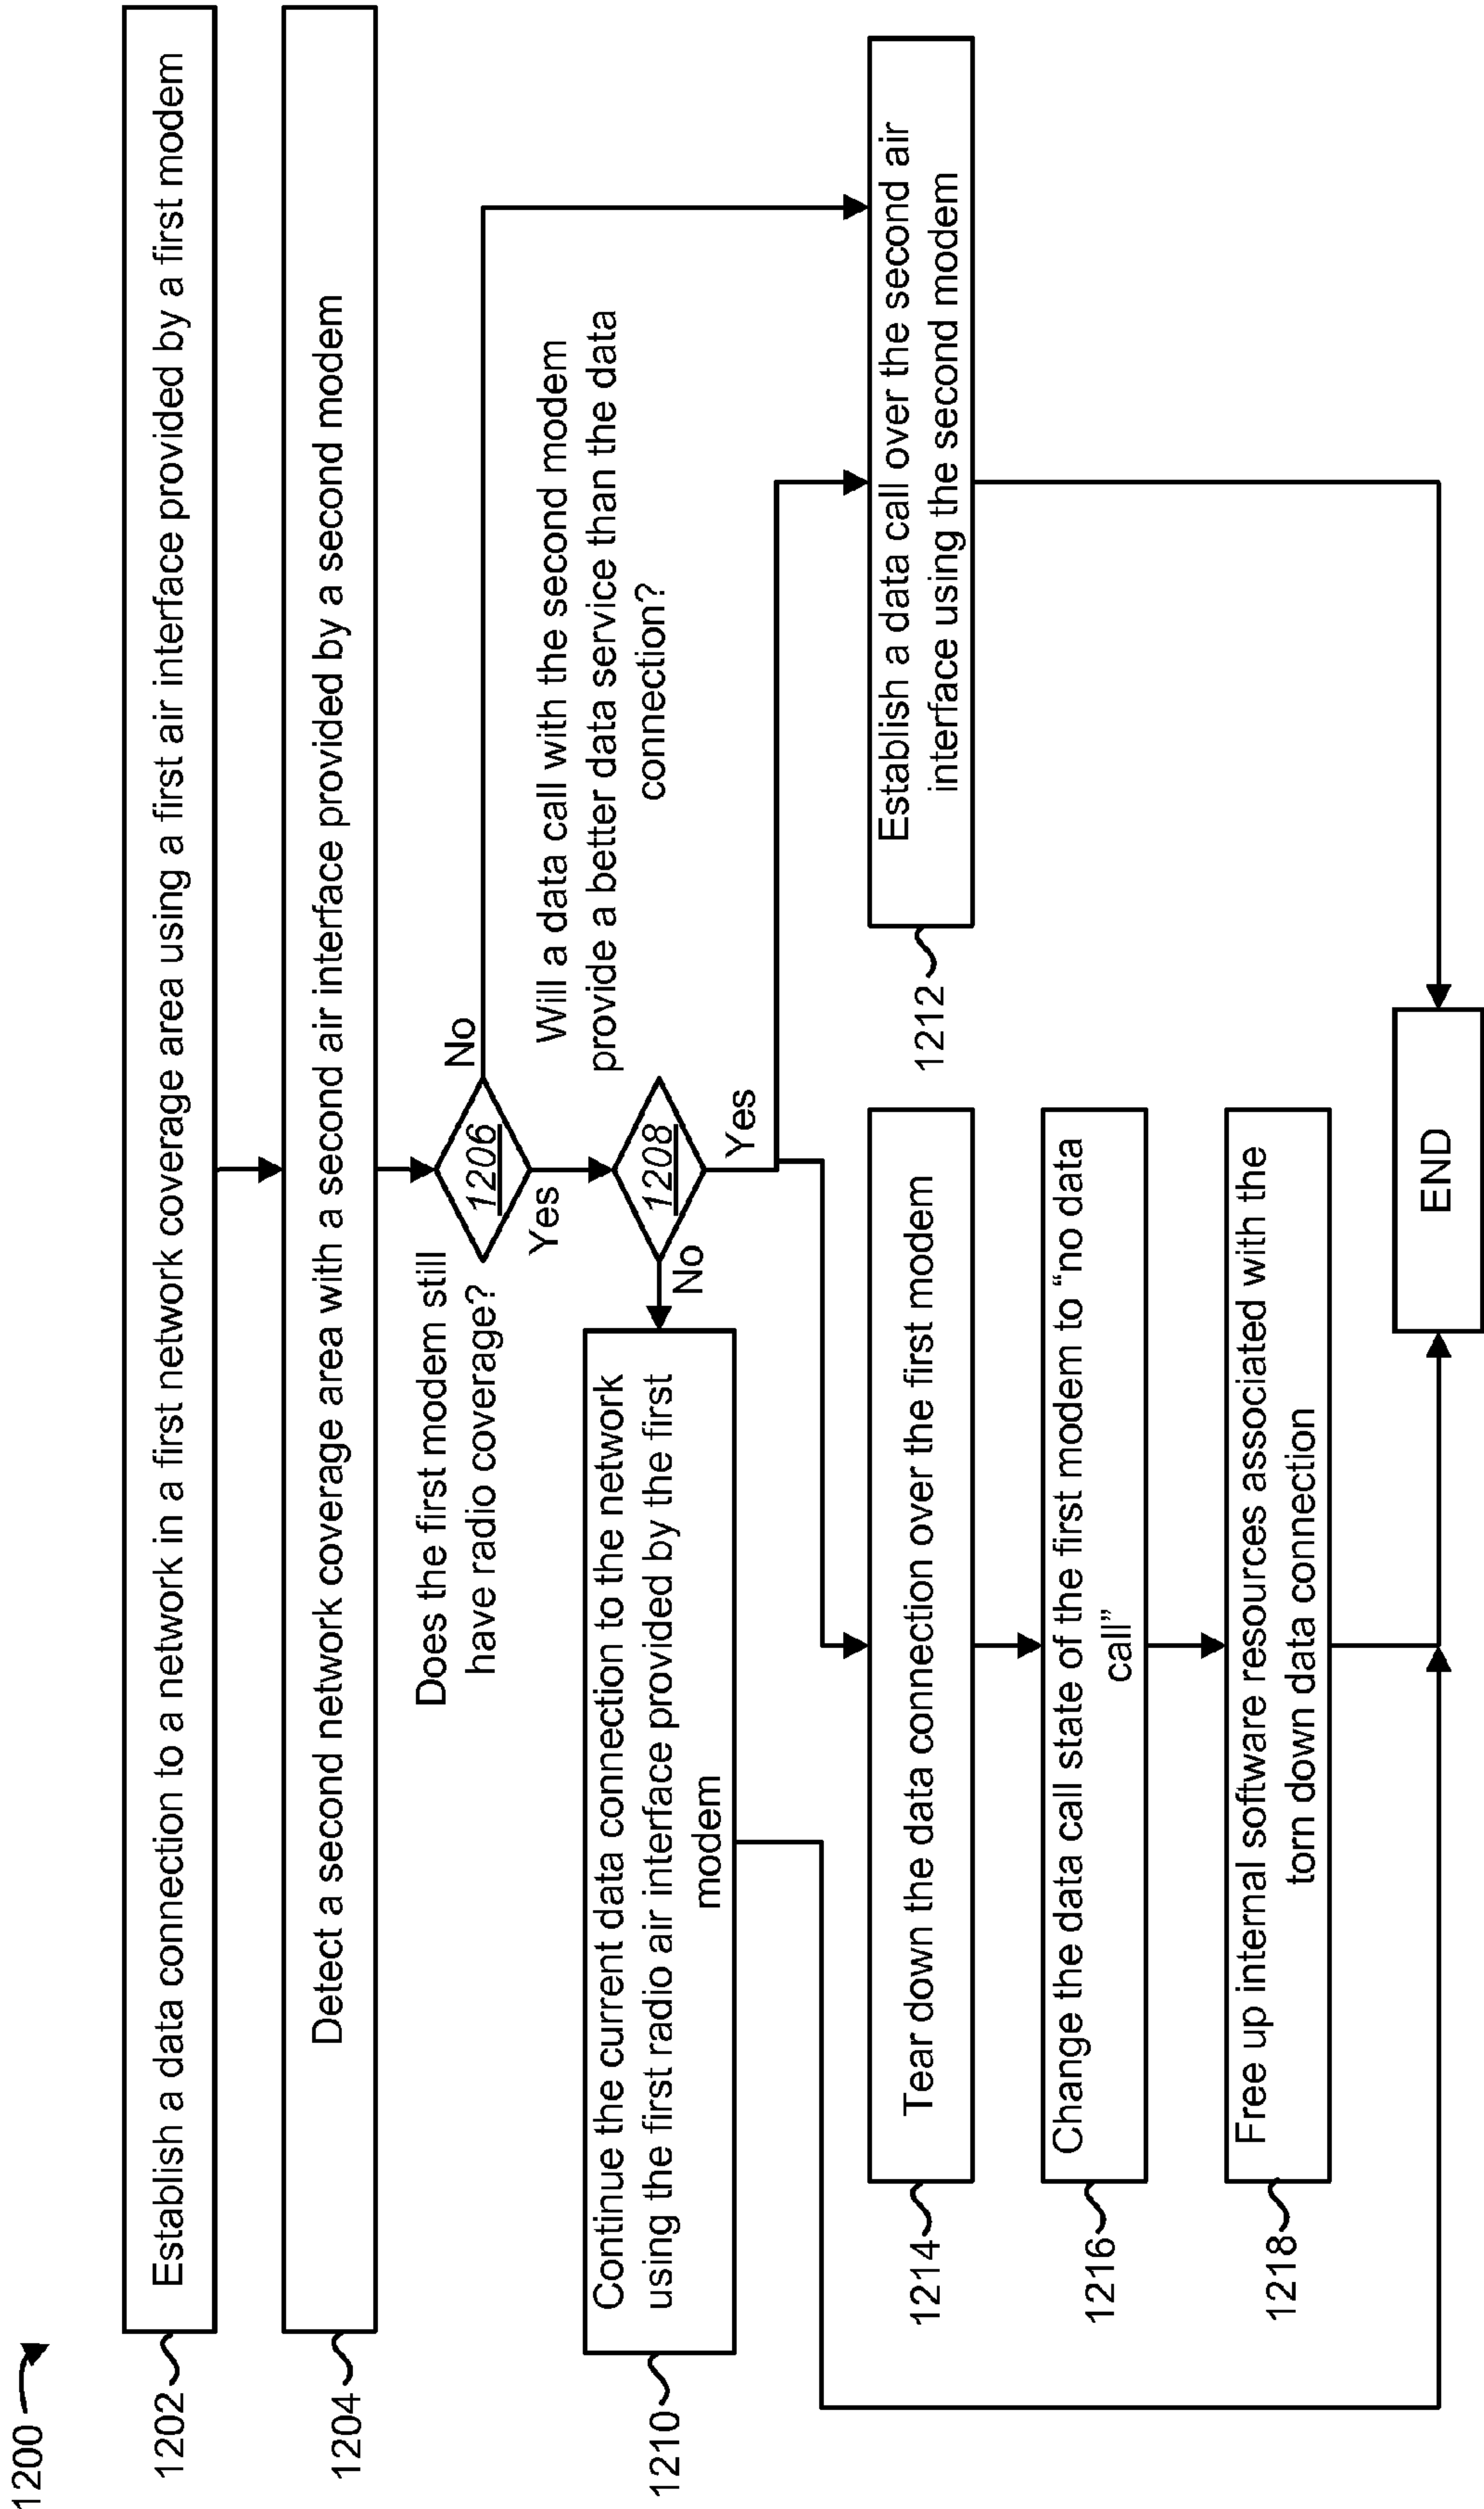 1200
1202
Establish a data connection to a network in a first network coverage area using a first air interface provided by a first modem
1204
Detect a second network coverage area with a second air interface provided by a second modem
Does the first modem still
have radio coverage?
1206
No
Yes
Will a data call with the second modem
provide a better data service than the data
connection?
1208
No
Yes
1210
Continue the current data connection to the network
using the first radio air interface provided by the first
modem
1212
Establish a data call over the second air
interface using the second modem
1214
Tear down the data connection over the first modem
1216
Change the data call state of the first modem to “no data
call”
1218
Free up internal software resources associated with the
torn down data connection
END